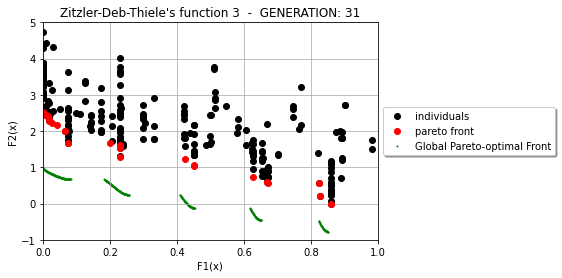 Zitzler-Deb-Thiele's function 3 - GENERATION: 31
5
4
3
2
1
0
−1
F2(x)
0.0 0.2 0.4 0.6 0.8 1.0
F1(x)
individuals
pareto front
Global Pareto-optimal Front